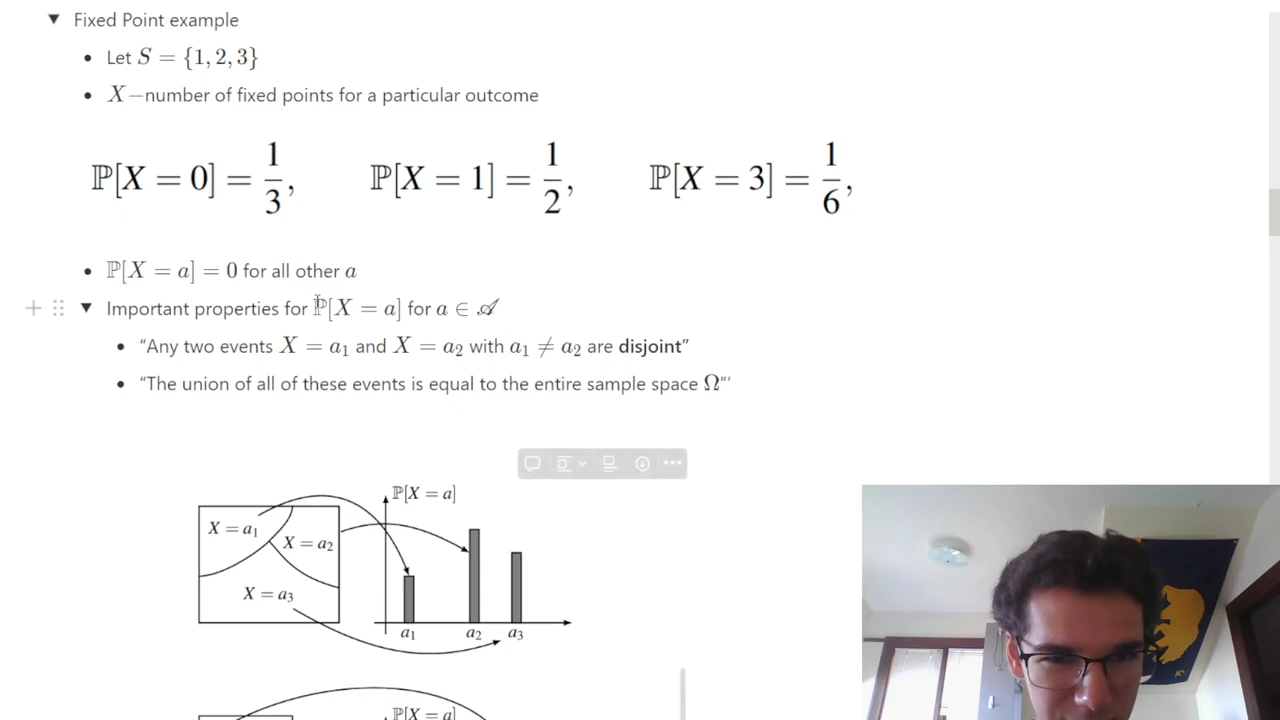 Fixed Point example
Let S = {1, 2, 3}
X −number of fixed points for a particular outcome
ℙ[X = 0] = 1/3, ℙ[X = 1] = 1/2, ℙ[X = 3] = 1/6,
ℙ[X = a] = 0 for all other a
Important properties for ℙ[X = a] for a ∈ 𝒜
“Any two events X = a₁ and X = a₂ with a₁ ≠ a₂ are disjoint”
“The union of all of these events is equal to the entire sample space Ω”'
ℙ[X = a]
X = a₁
X = a₂
X = a₃
a₁ a₂ a₃
ℙ[X = a]